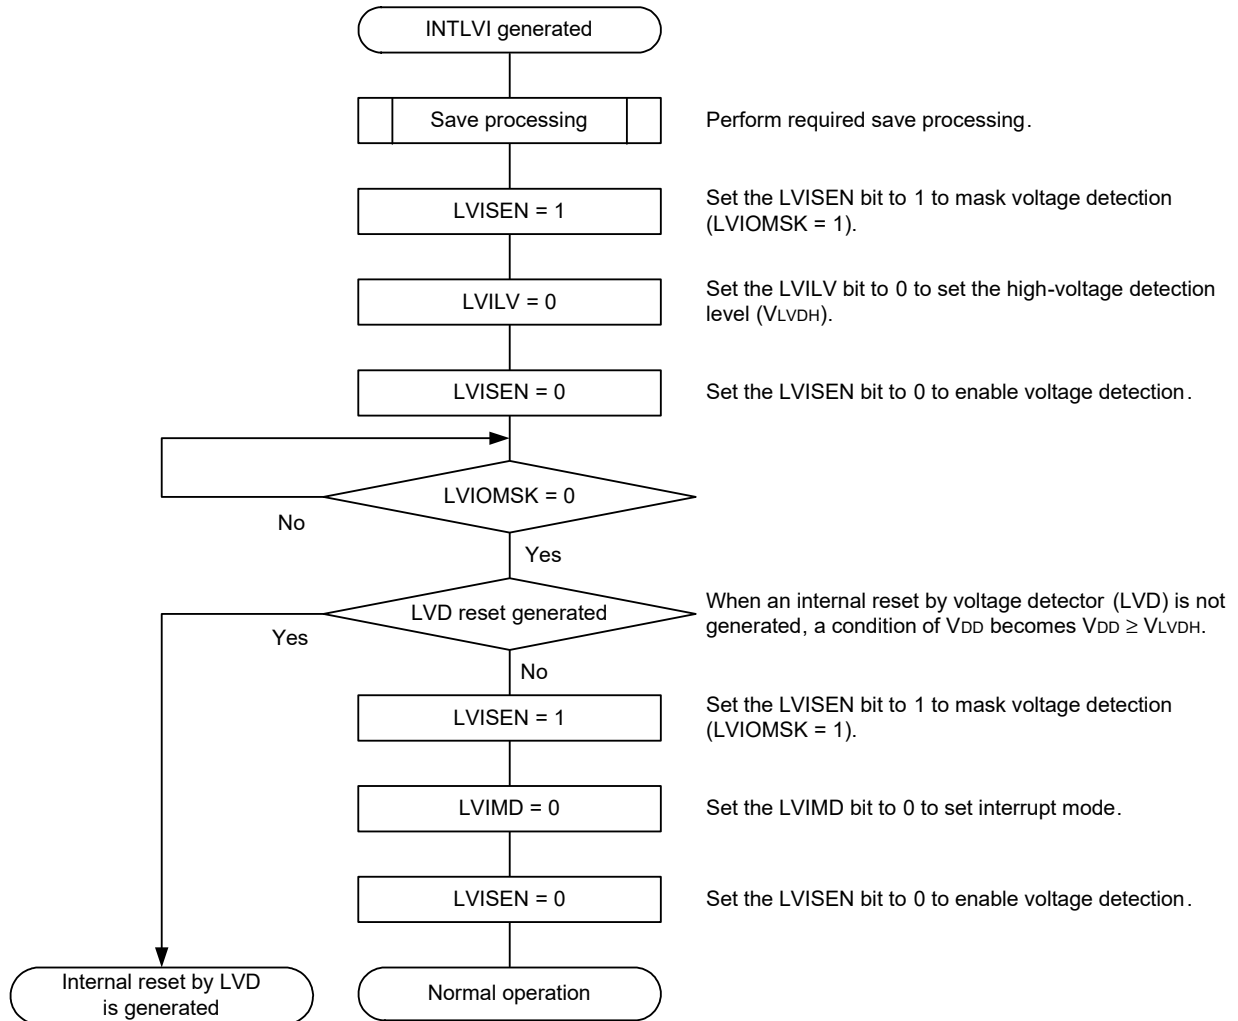 INTLVI generated
Save processing
Perform required save processing.
LVISEN = 1
Set the LVISEN bit to 1 to mask voltage detection
(LVIOMSK = 1).
LVILV = 0
Set the LVILV bit to 0 to set the high-voltage detection
level (VLVDH).
LVISEN = 0
Set the LVISEN bit to 0 to enable voltage detection.
LVIOMSK = 0
No
Yes
LVD reset generated
When an internal reset by voltage detector (LVD) is not
generated, a condition of VDD becomes VDD ≥ VLVDH.
Yes
No
LVISEN = 1
Set the LVISEN bit to 1 to mask voltage detection
(LVIOMSK = 1).
LVIMD = 0
Set the LVIMD bit to 0 to set interrupt mode.
LVISEN = 0
Set the LVISEN bit to 0 to enable voltage detection.
Internal reset by LVD
is generated
Normal operation